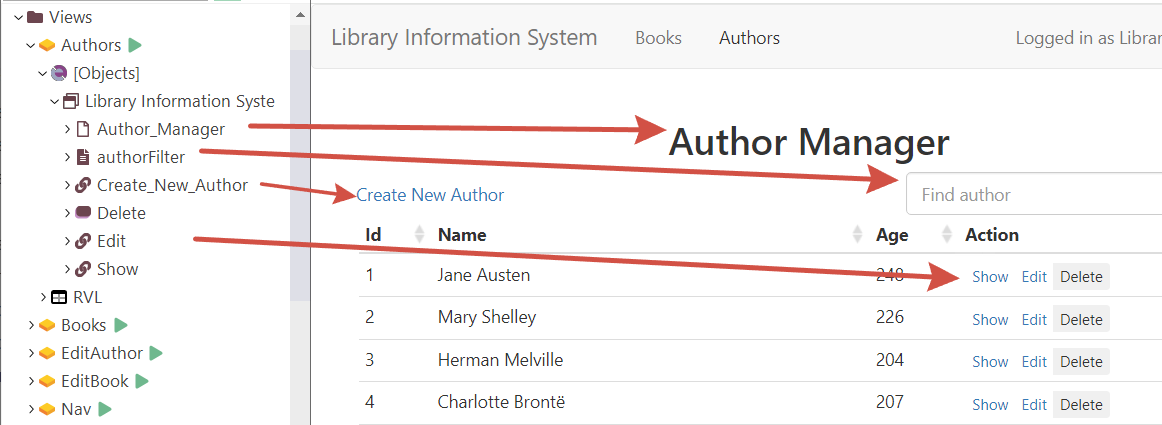 Views
Authors
[Objects]
Library Information Syste
Author_Manager
authorFilter
Create_New_Author
Delete
Edit
Show
RVL
Books
EditAuthor
EditBook
Nav
Library Information System Books Authors Logged in as Librar
Author Manager
Create New Author Find author
Id Name Age Action
1 Jane Austen 248 Show Edit Delete
2 Mary Shelley 226 Show Edit Delete
3 Herman Melville 204 Show Edit Delete
4 Charlotte Brontë 207 Show Edit Delete